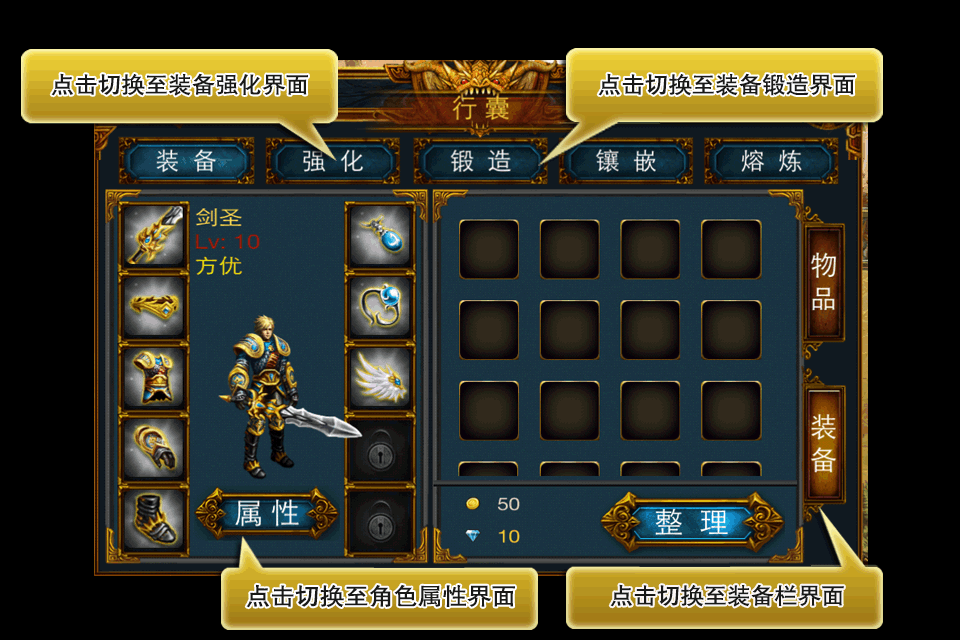 点击切换至装备强化界面
点击切换至装备锻造界面
行囊
装备
强化
锻造
镶嵌
熔炼
剑圣
Lv: 10
方优
物品
装备
属性
50
10
整理
点击切换至角色属性界面
点击切换至装备栏界面